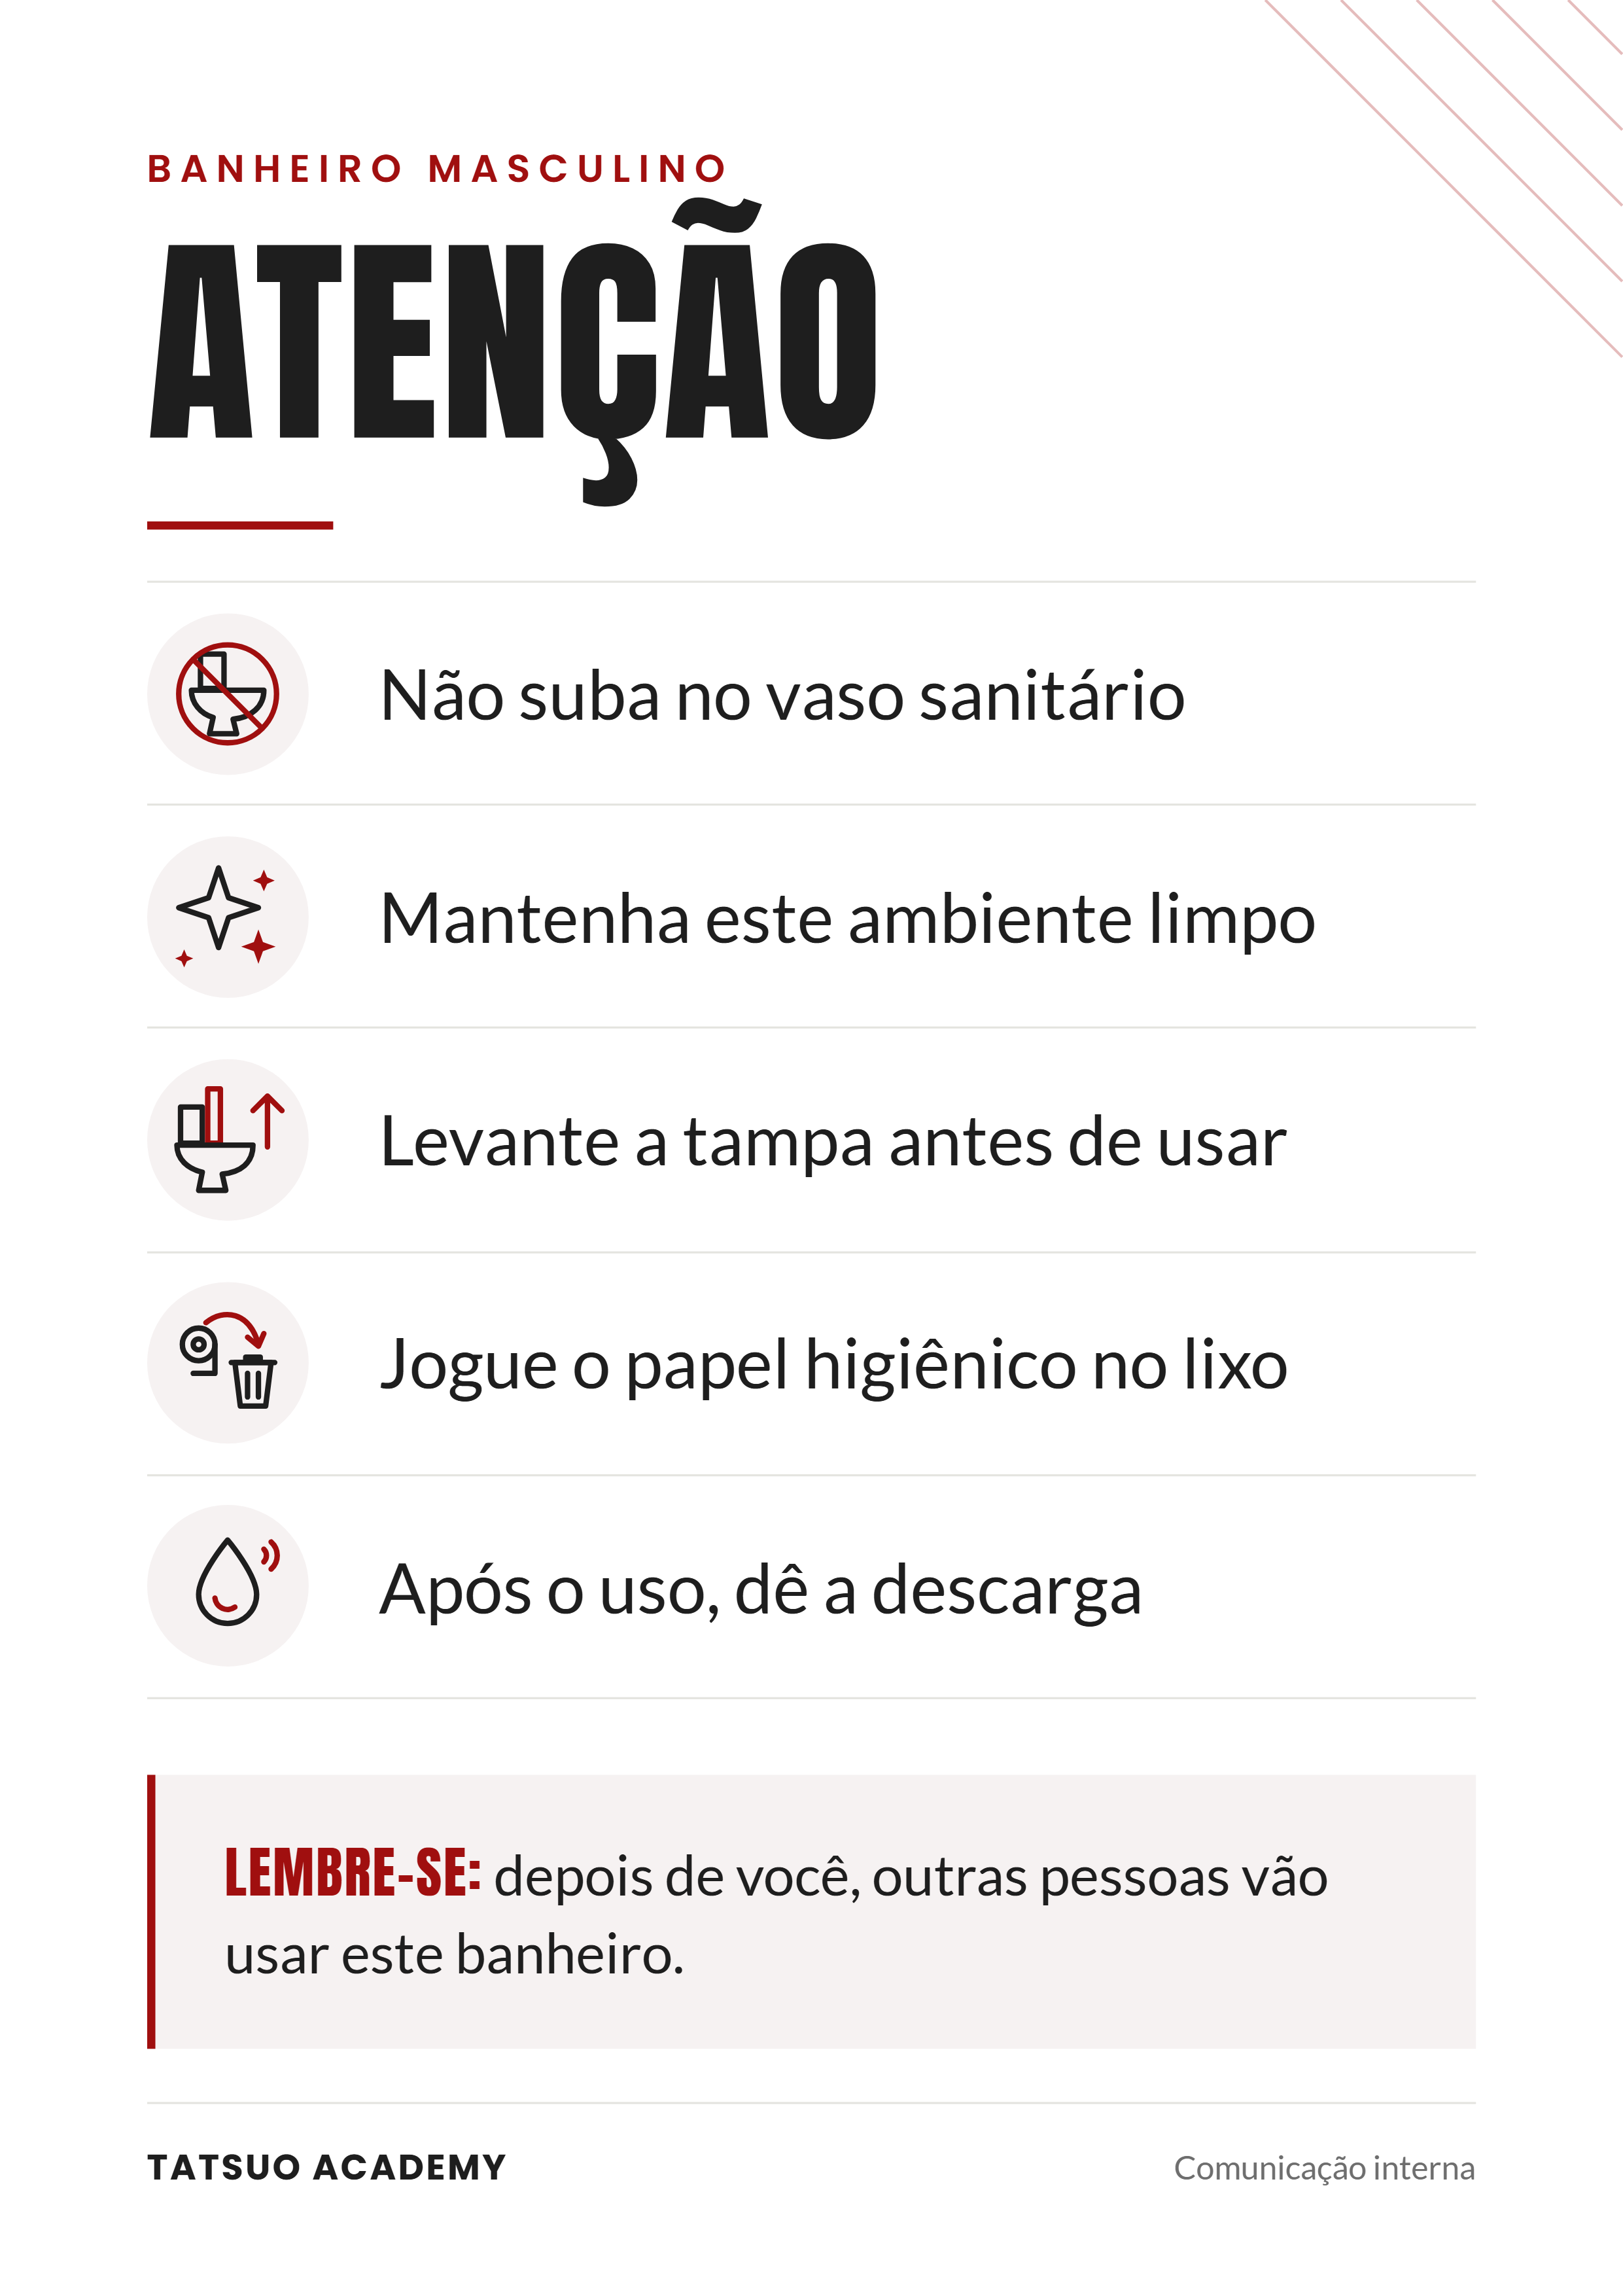 BANHEIRO MASCULINO
ATENÇÃO
Não suba no vaso sanitário
Mantenha este ambiente limpo
Levante a tampa antes de usar
Jogue o papel higiênico no lixo
Após o uso, dê a descarga
LEMBRE-SE: depois de você, outras pessoas vão
usar este banheiro.
TATSUO ACADEMY
Comunicação interna